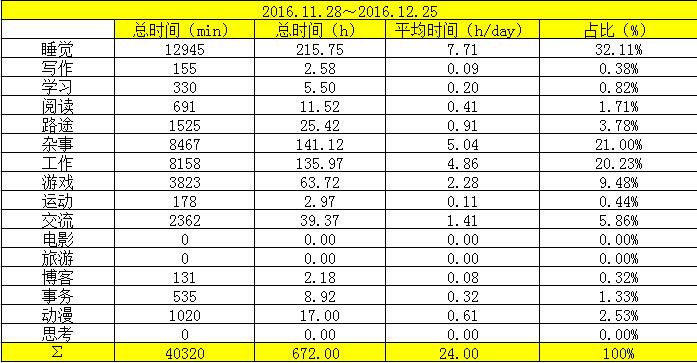 2016.11.28～2016.12.25
总时间（min） 总时间（h） 平均时间（h/day） 占比（%）
睡觉 12945 215.75 7.71 32.11%
写作 155 2.58 0.09 0.38%
学习 330 5.50 0.20 0.82%
阅读 691 11.52 0.41 1.71%
路途 1525 25.42 0.91 3.78%
杂事 8467 141.12 5.04 21.00%
工作 8158 135.97 4.86 20.23%
游戏 3823 63.72 2.28 9.48%
运动 178 2.97 0.11 0.44%
交流 2362 39.37 1.41 5.86%
电影 0 0.00 0.00 0.00%
旅游 0 0.00 0.00 0.00%
博客 131 2.18 0.08 0.32%
事务 535 8.92 0.32 1.33%
动漫 1020 17.00 0.61 2.53%
思考 0 0.00 0.00 0.00%
Σ 40320 672.00 24.00 100%